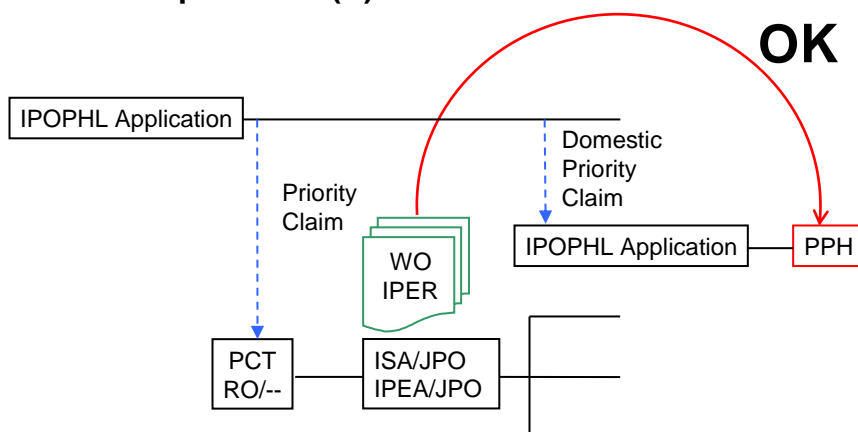 OK
IPOPHL Application
Domestic
Priority
Claim
Priority
Claim
IPOPHL Application
PPH
WO
IPER
PCT
RO/--
ISA/JPO
IPEA/JPO